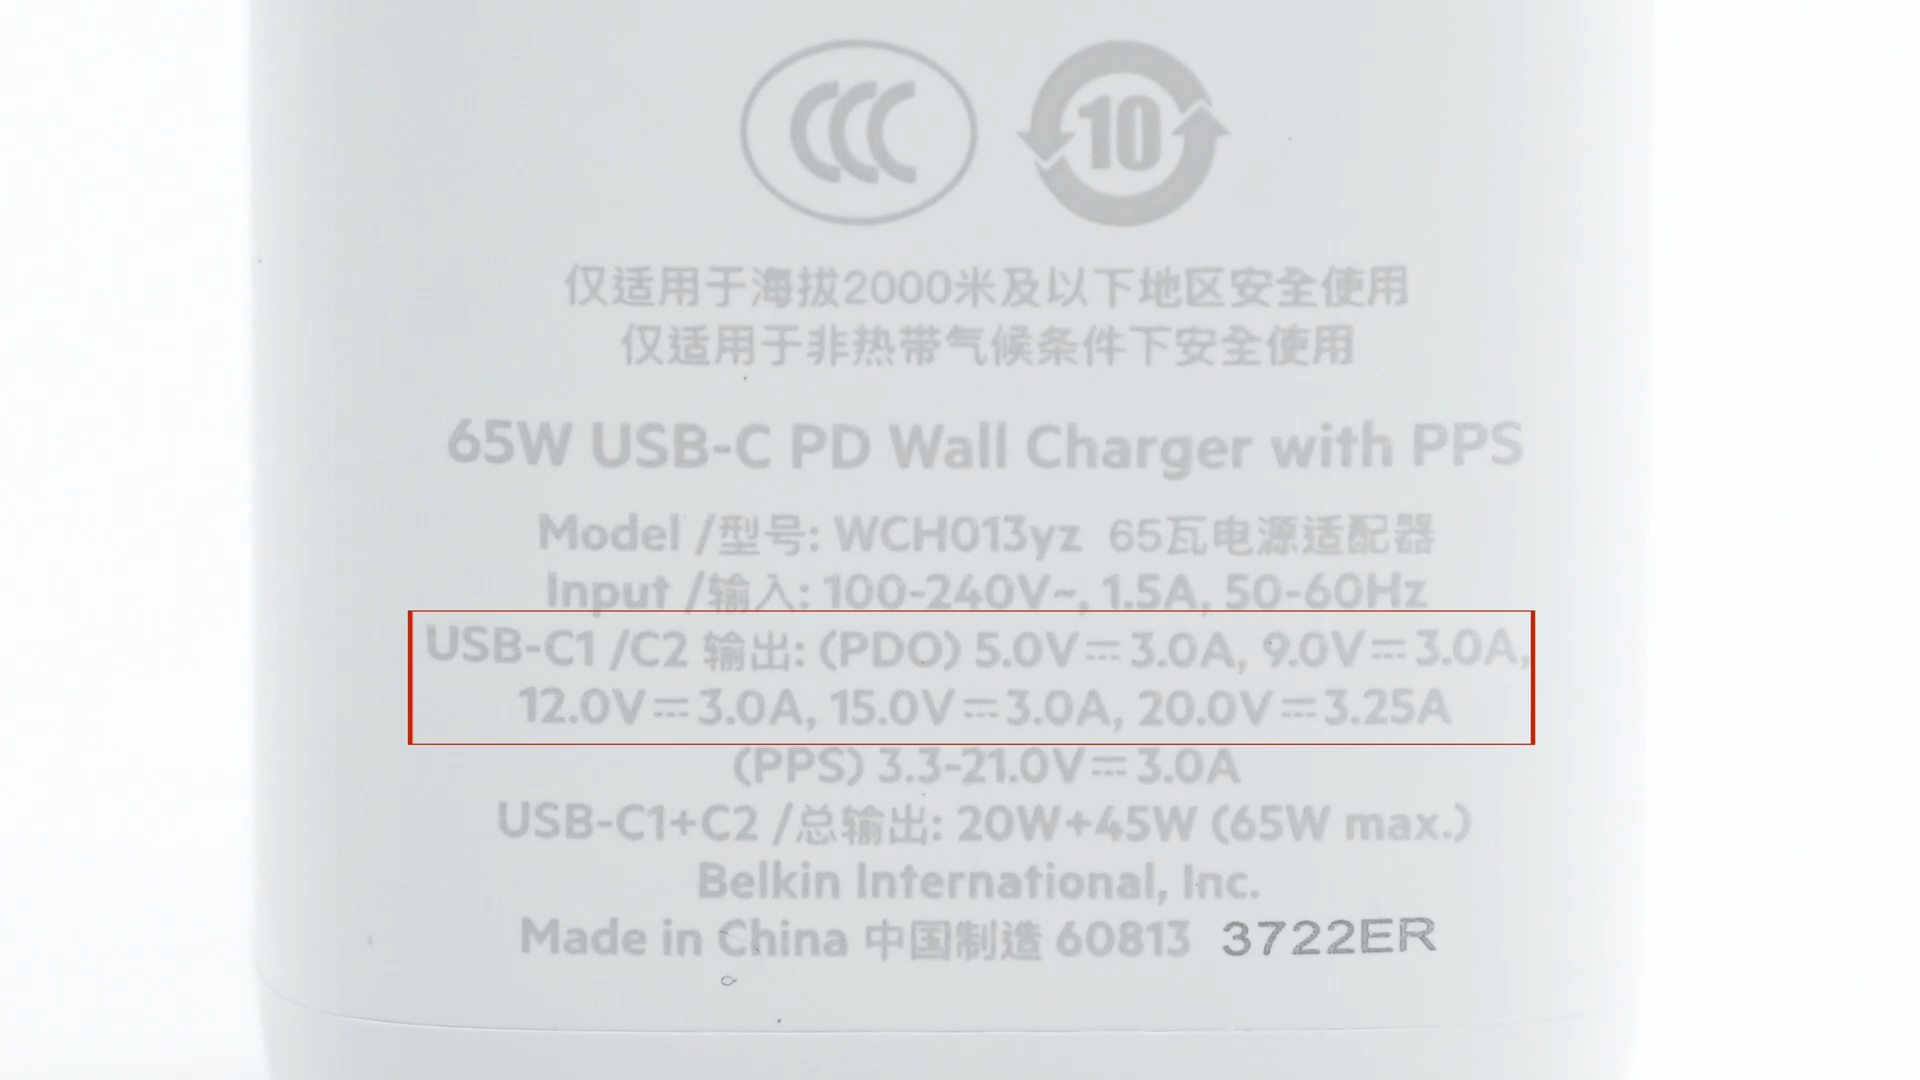 CCC
10
仅适用于海拔2000米及以下地区安全使用
仅适用于非热带气候条件下安全使用
65W USB-C PD Wall Charger with PPS
Model /型号: WCH013yz 65瓦电源适配器
Input /输入: 100-240V~, 1.5A, 50-60Hz
USB-C1 /C2 输出: (PDO) 5.0V⎓3.0A, 9.0V⎓3.0A,
12.0V⎓3.0A, 15.0V⎓3.0A, 20.0V⎓3.25A
(PPS) 3.3-21.0V⎓3.0A
USB-C1+C2 /总输出: 20W+45W (65W max.)
Belkin International, Inc.
Made in China 中国制造 60813 3722ER